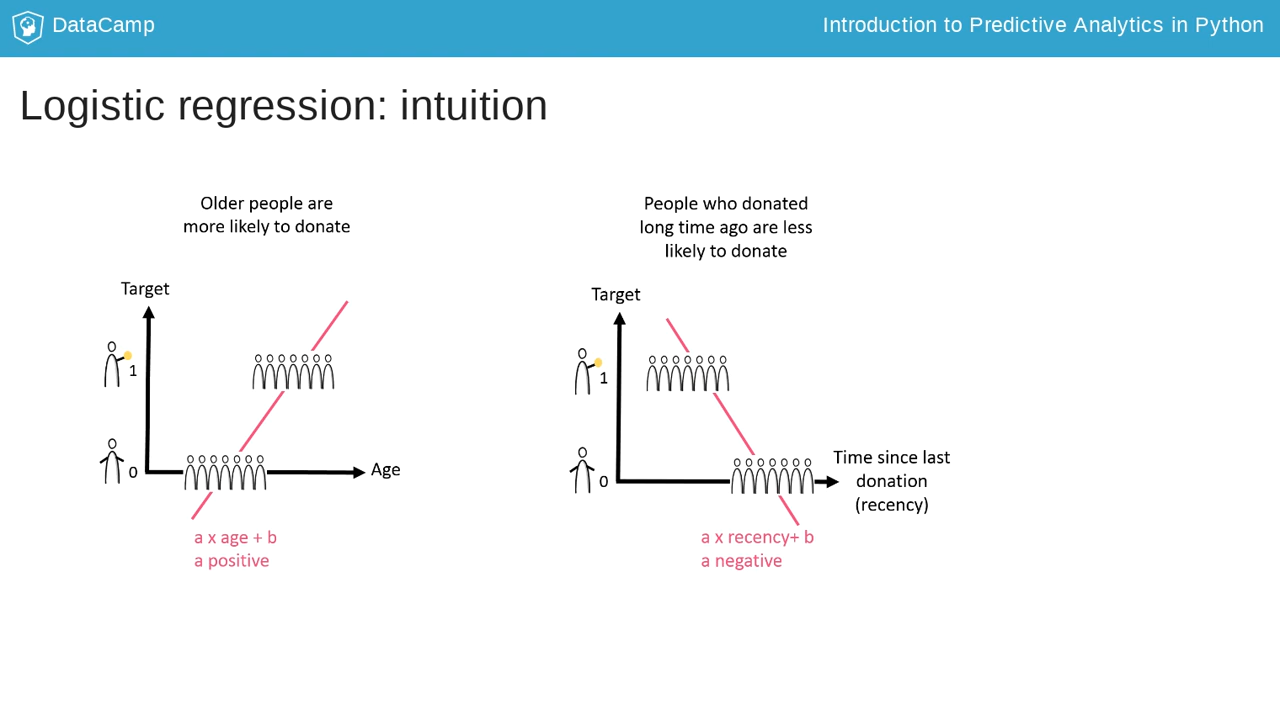 DataCamp
Introduction to Predictive Analytics in Python
Logistic regression: intuition
Older people are
more likely to donate
Target
1
0
Age
a x age + b
a positive
People who donated
long time ago are less
likely to donate
Target
1
0
Time since last
donation
(recency)
a x recency+ b
a negative